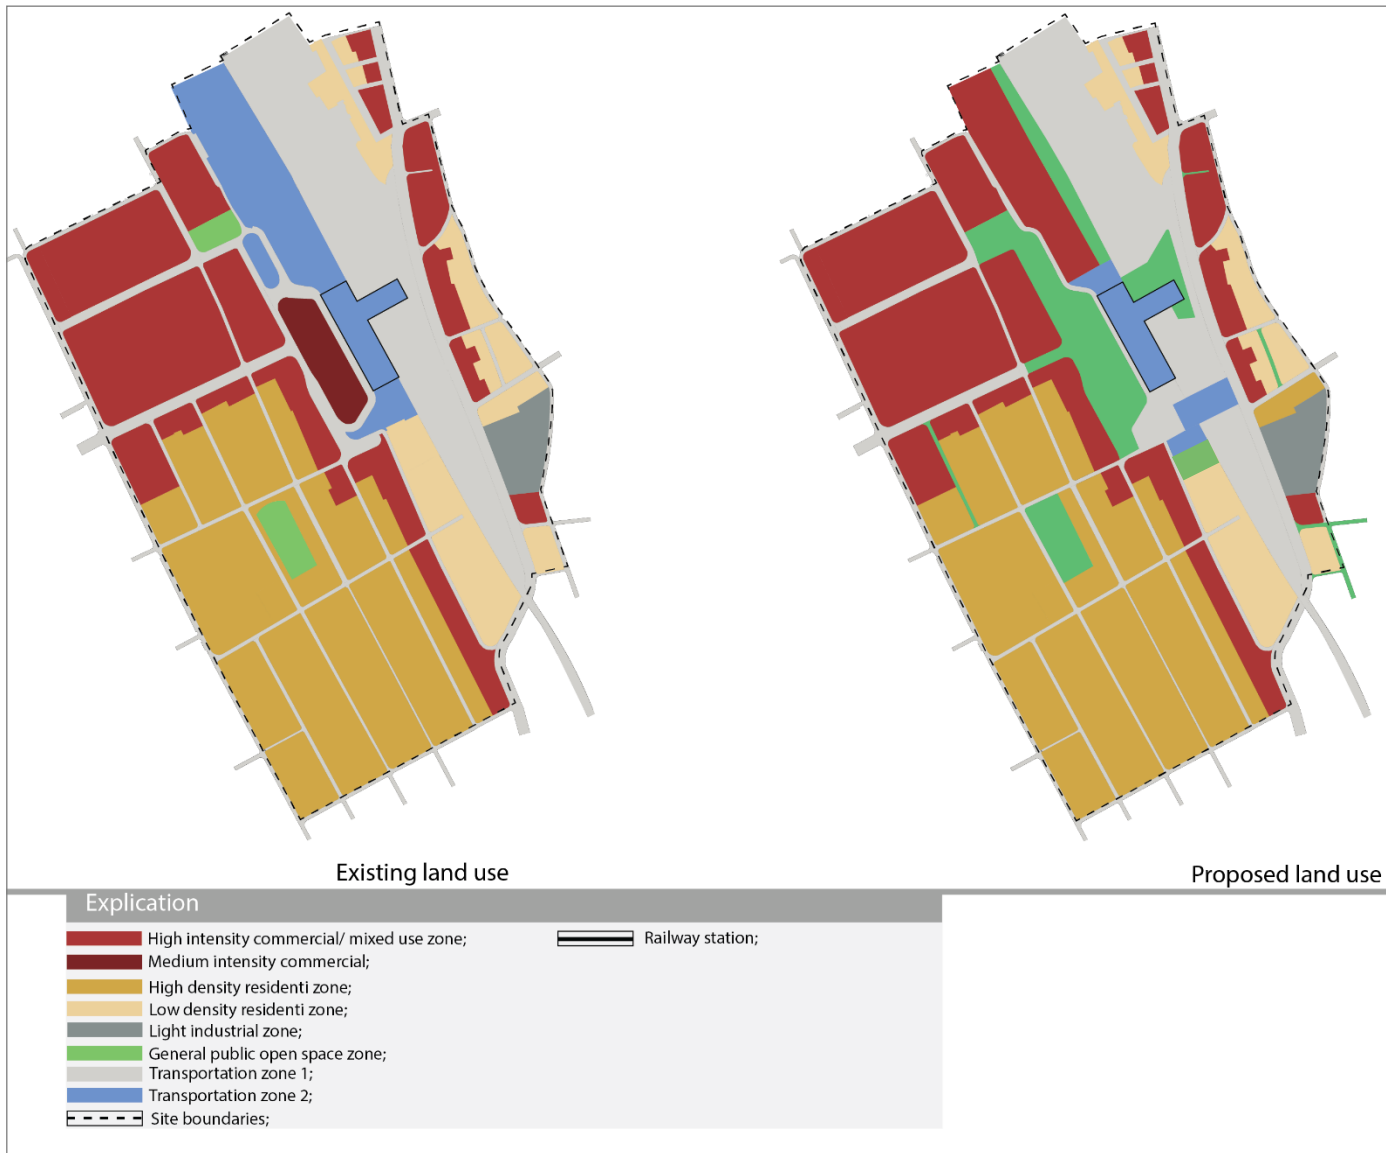 Existing land use
Proposed land use
Explication
High intensity commercial/ mixed use zone;
Railway station;
Medium intensity commercial;
High density residenti zone;
Low density residenti zone;
Light industrial zone;
General public open space zone;
Transportation zone 1;
Transportation zone 2;
Site boundaries;